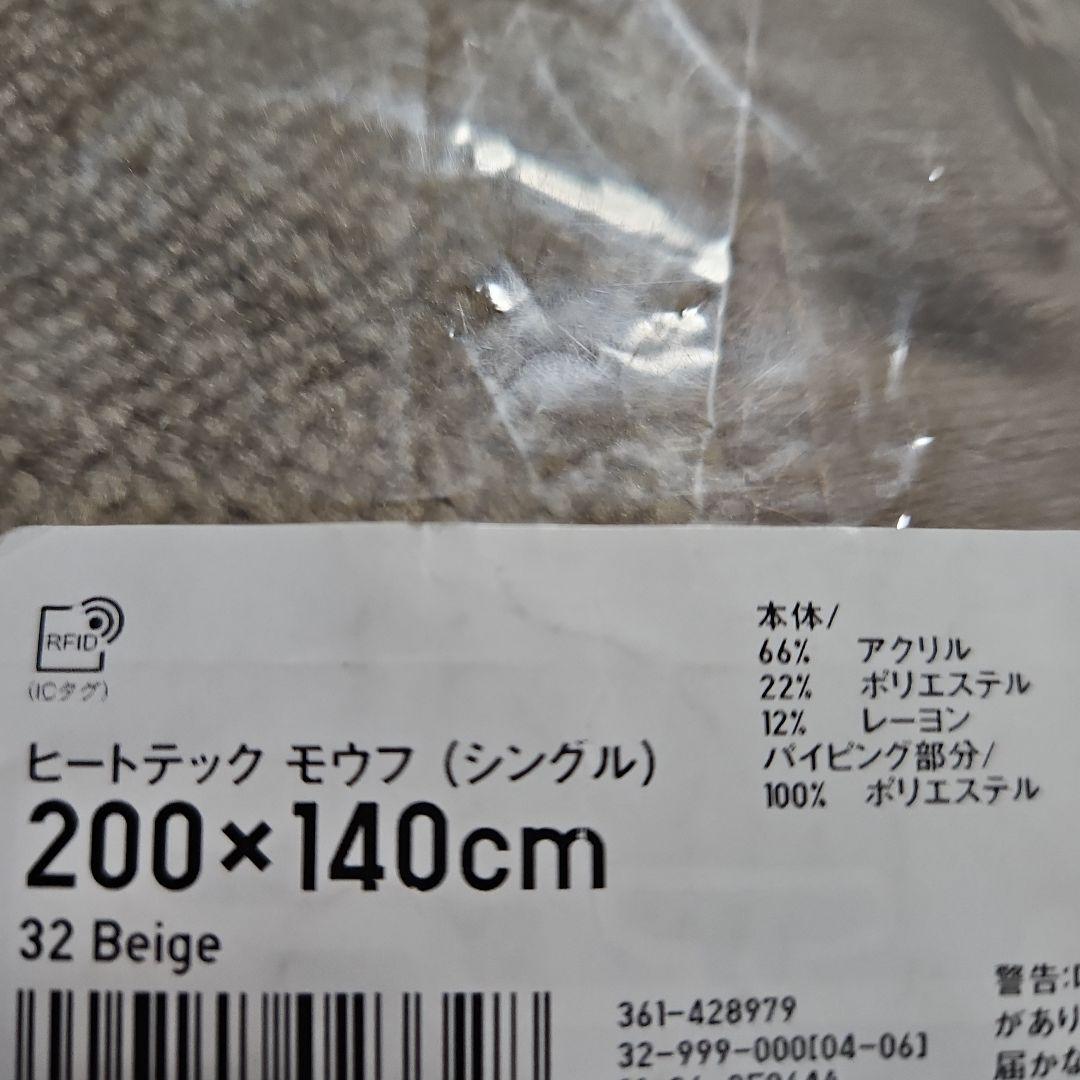 RFID
(ICタグ)
ヒートテック モウフ (シングル)
200×140cm
32 Beige
本体/
66% アクリル
22% ポリエステル
12% レーヨン
パイピング部分/
100% ポリエステル
361-428979
32-999-000[04-06]
警告:
があり
届かな